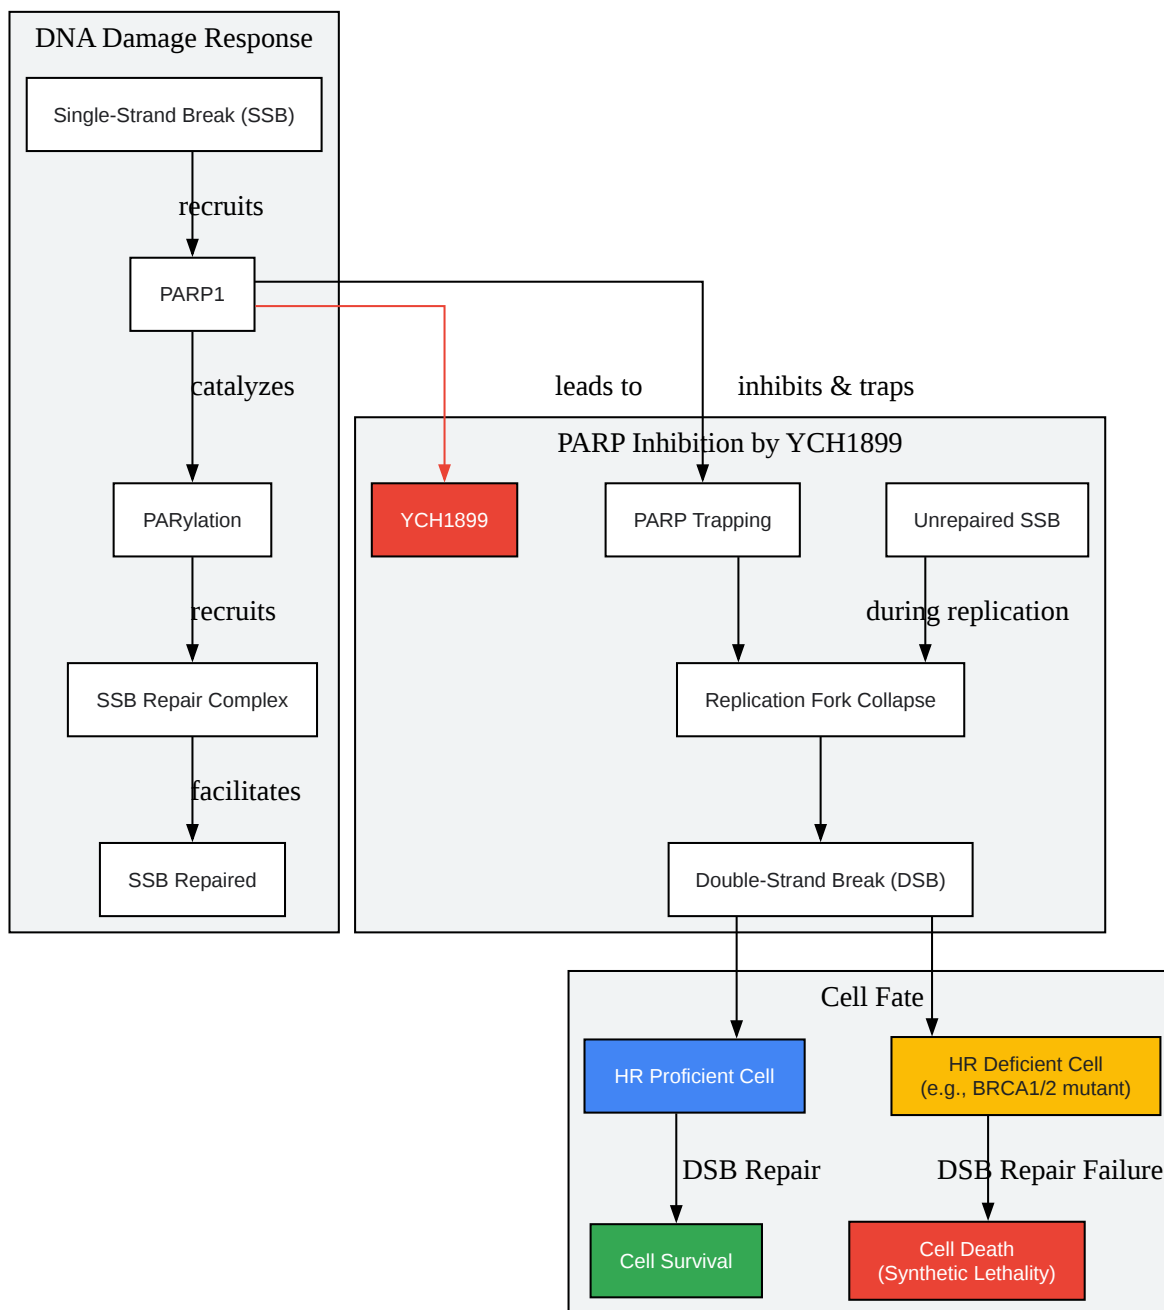 DNA Damage Response
Single-Strand Break (SSB)
recruits
PARP1
catalyzes
PARylation
recruits
SSB Repair Complex
facilitates
SSB Repaired
leads to
inhibits & traps
PARP Inhibition by YCH1899
YCH1899
PARP Trapping
Unrepaired SSB
during replication
Replication Fork Collapse
Double-Strand Break (DSB)
Cell Fate
HR Proficient Cell
HR Deficient Cell
(e.g., BRCA1/2 mutant)
DSB Repair
DSB Repair Failure
Cell Survival
Cell Death
(Synthetic Lethality)